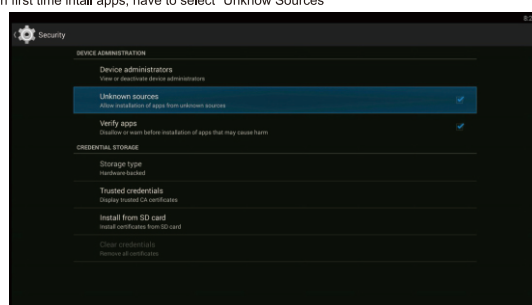 first time intall apps, have to select "Unknow Sources"
8:2
Security
DEVICE ADMINISTRATION
Device administrators
View or deactivate device administrators
Unknown sources
Allow installation of apps from unknown sources
Verify apps
Disallow or warn before installation of apps that may cause harm
CREDENTIAL STORAGE
Storage type
Hardware-backed
Trusted credentials
Display trusted CA certificates
Install from SD card
Install certificates from SD card
Clear credentials
Remove all certificates